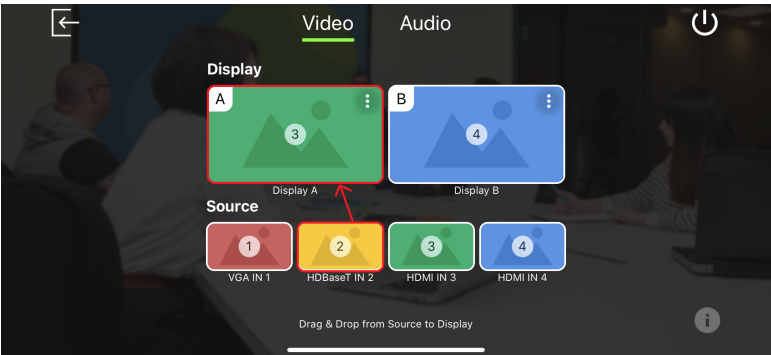 Video Audio
Display
A B
3 4
Display A Display B
Source
1 2 3 4
VGA IN 1 HDBaseT IN 2 HDMI IN 3 HDMI IN 4
Drag & Drop from Source to Display
i